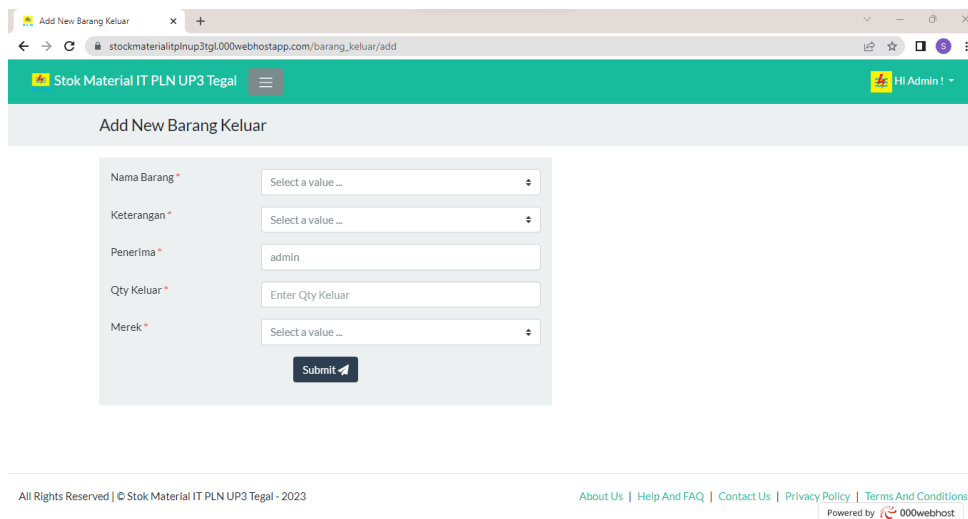 Add New Barang Keluar
stockmaterialitplnup3tgl.000webhostapp.com/barang_keluar/add
S
Stok Material IT PLN UP3 Tegal
Hi Admin !
Add New Barang Keluar
Nama Barang *
Select a value ...
Keterangan *
Select a value ...
Penerima *
admin
Qty Keluar *
Enter Qty Keluar
Merek *
Select a value ...
Submit
All Rights Reserved | © Stok Material IT PLN UP3 Tegal - 2023
About Us | Help And FAQ | Contact Us | Privacy Policy | Terms And Conditions
Powered by 000webhost